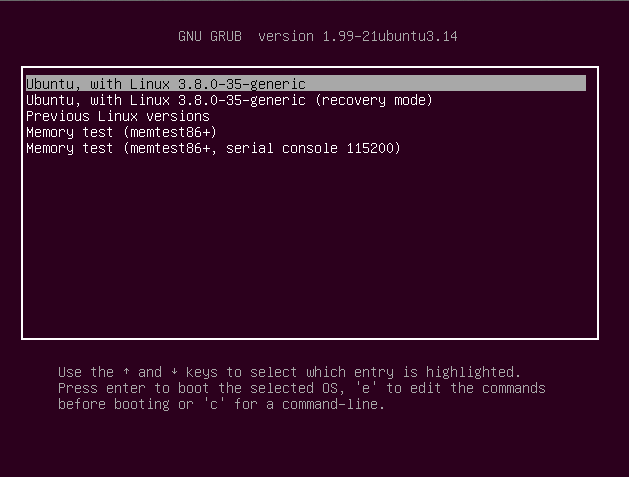 GNU GRUB  version 1.99-21ubuntu3.14
Ubuntu, with Linux 3.8.0-35-generic
Ubuntu, with Linux 3.8.0-35-generic (recovery mode)
Previous Linux versions
Memory test (memtest86+)
Memory test (memtest86+, serial console 115200)
Use the ↑ and ↓ keys to select which entry is highlighted.
Press enter to boot the selected OS, 'e' to edit the commands
before booting or 'c' for a command-line.